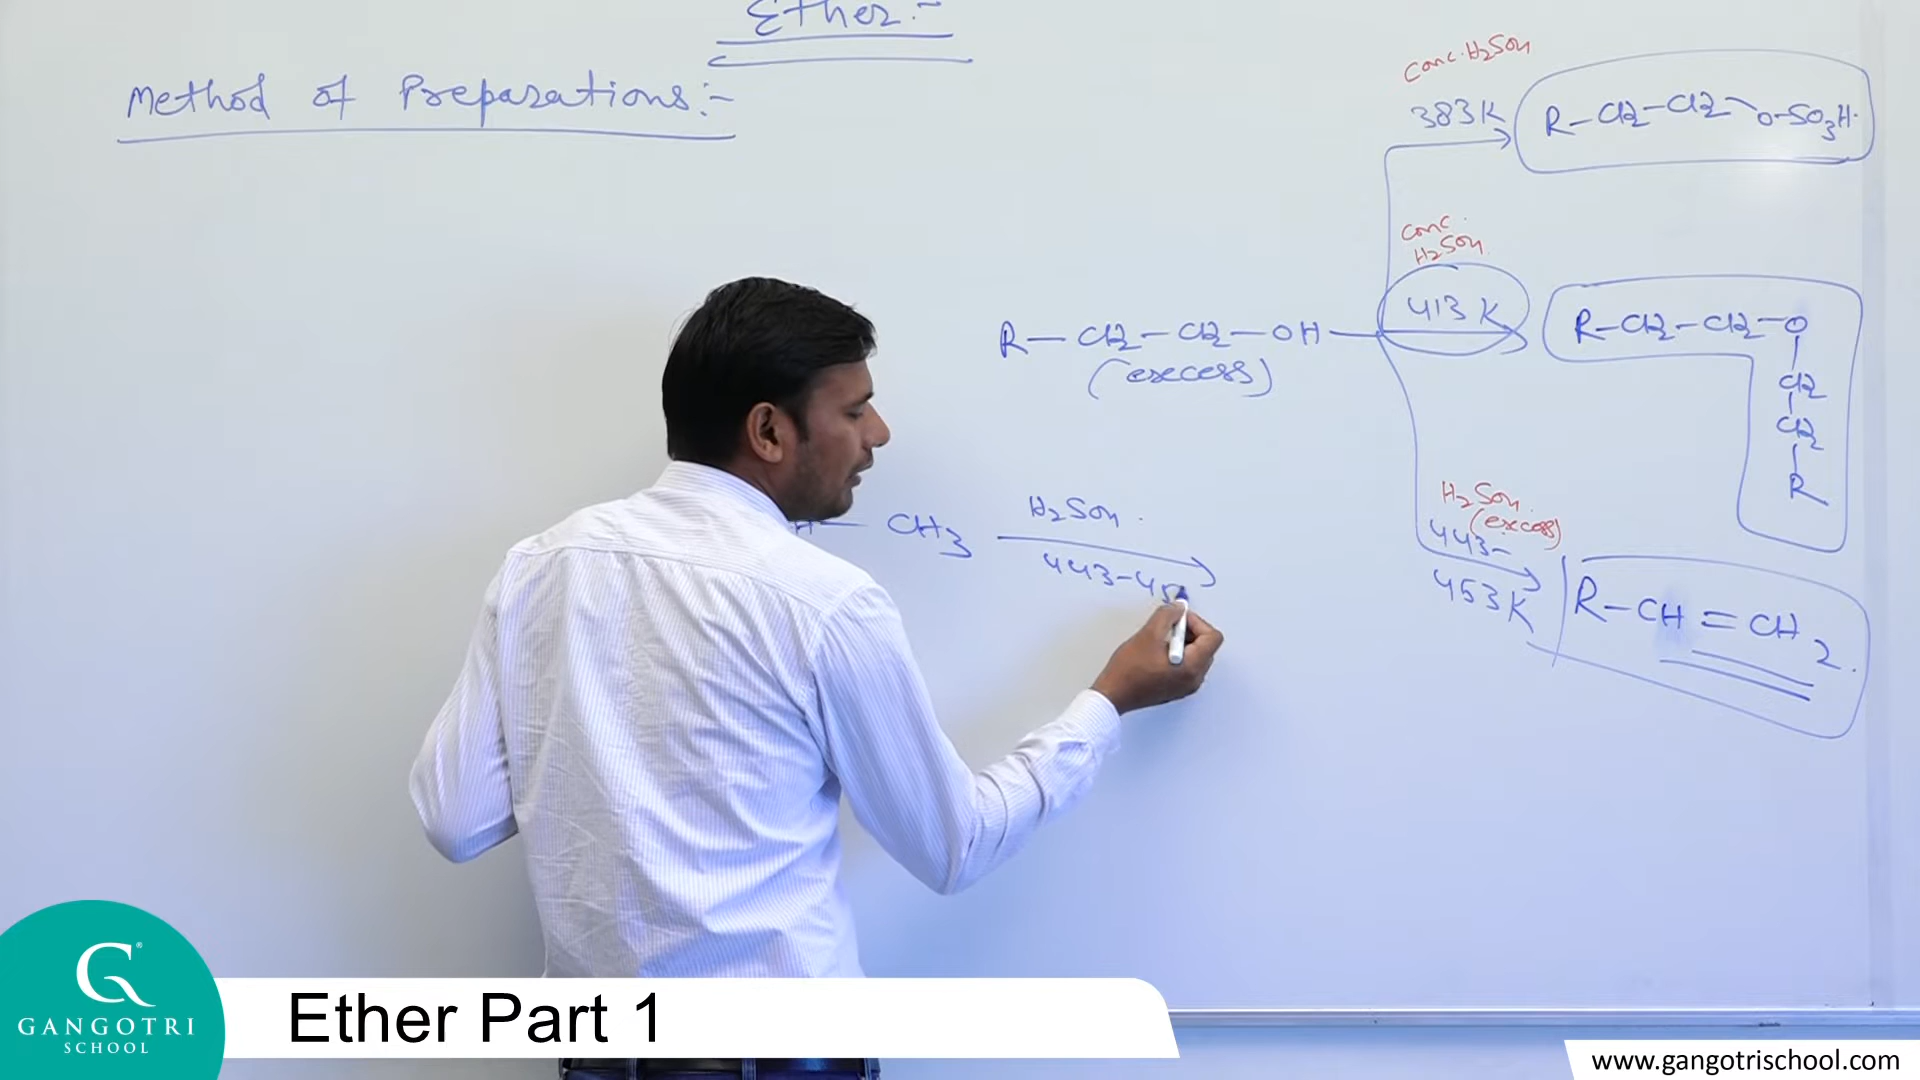 Ether:-
Method of Preparations:-
Conc. H2SO4
383K
R-CH2-CH2-O-SO3H.
Conc.
H2SO4
413 K
R-CH2-CH2-OH
(excess)
R-CH2-CH2-O
CH2
CH2
R
H-CH3
H2SO4.
443-45
H2SO4.
(excess)
443-
453K
R-CH=CH2.
G®
GANGOTRI
SCHOOL
Ether Part 1
www.gangotrischool.com